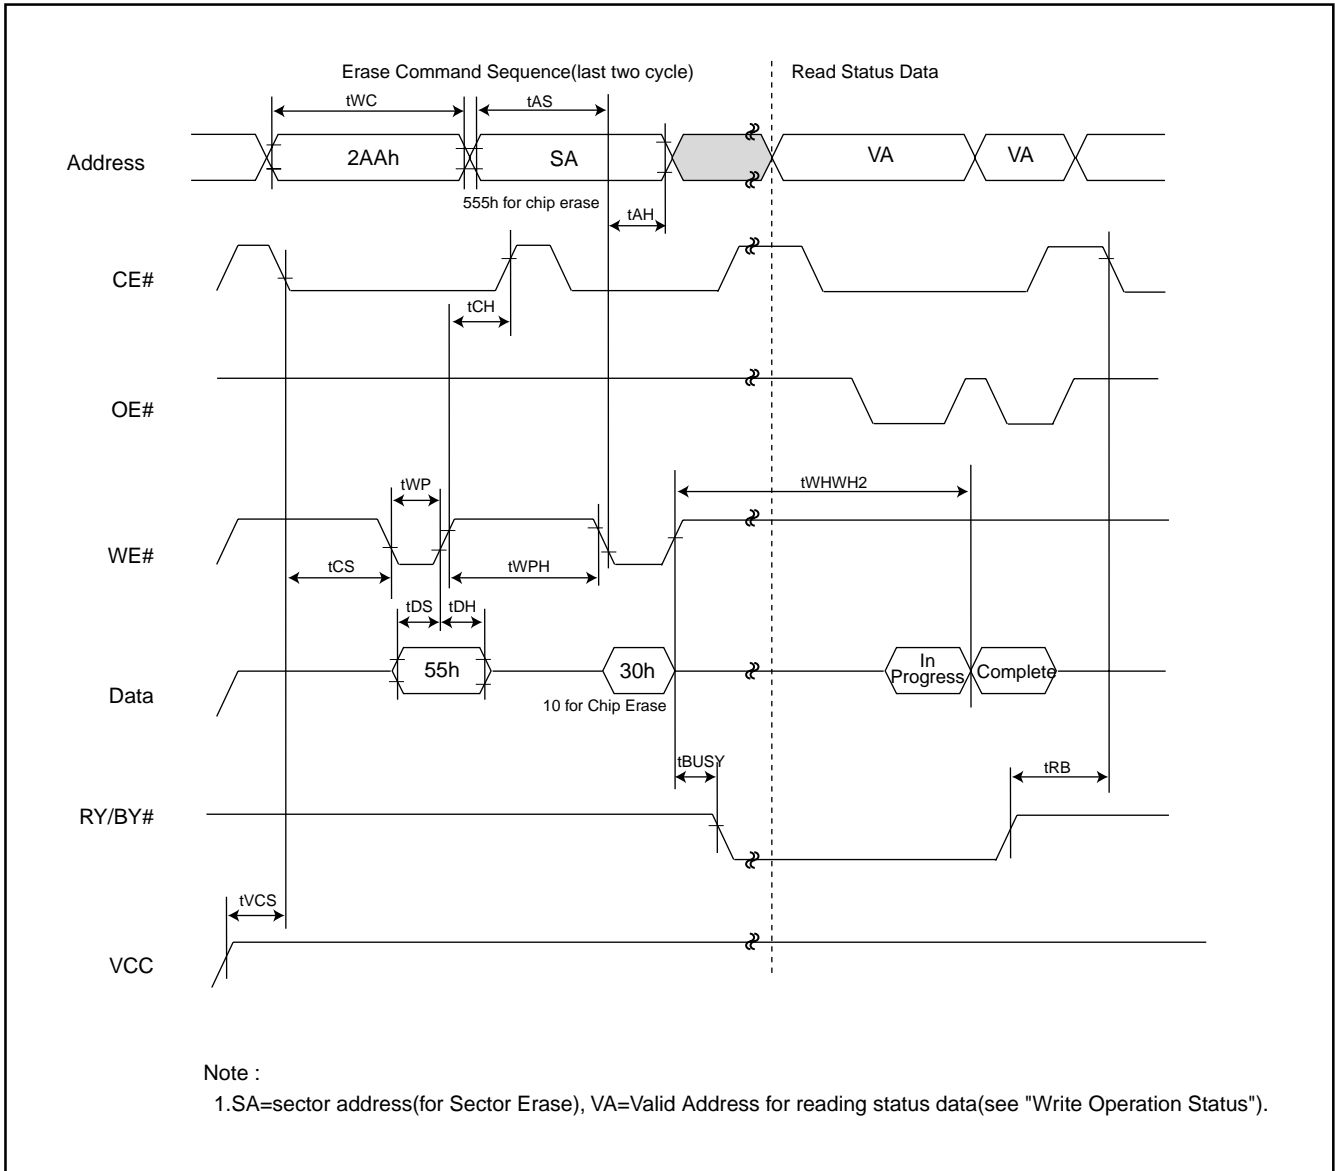 Erase Command Sequence(last two cycle)
Read Status Data
tWC
tAS
Address
2AAh
SA
VA
VA
555h for chip erase
tAH
CE#
tCH
OE#
tWP
tWHWH2
WE#
tCS
tWPH
tDS
tDH
Data
55h
30h
In
Progress
Complete
10 for Chip Erase
tBUSY
tRB
RY/BY#
tVCS
VCC
Note :
1.SA=sector address(for Sector Erase), VA=Valid Address for reading status data(see "Write Operation Status").